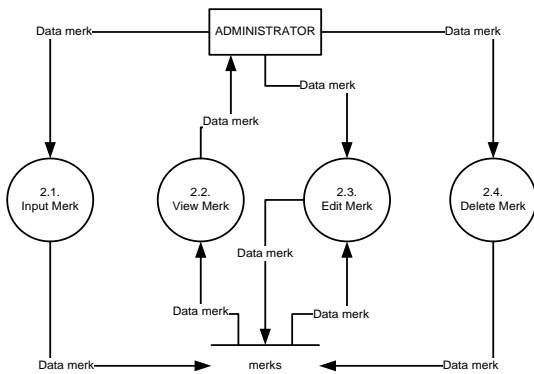 ADMINISTRATOR
Data merk
Data merk
Data merk
Data merk
2.1.
Input Merk
2.2.
View Merk
2.3.
Edit Merk
2.4.
Delete Merk
Data merk
Data merk
Data merk
Data merk
merks
Data merk